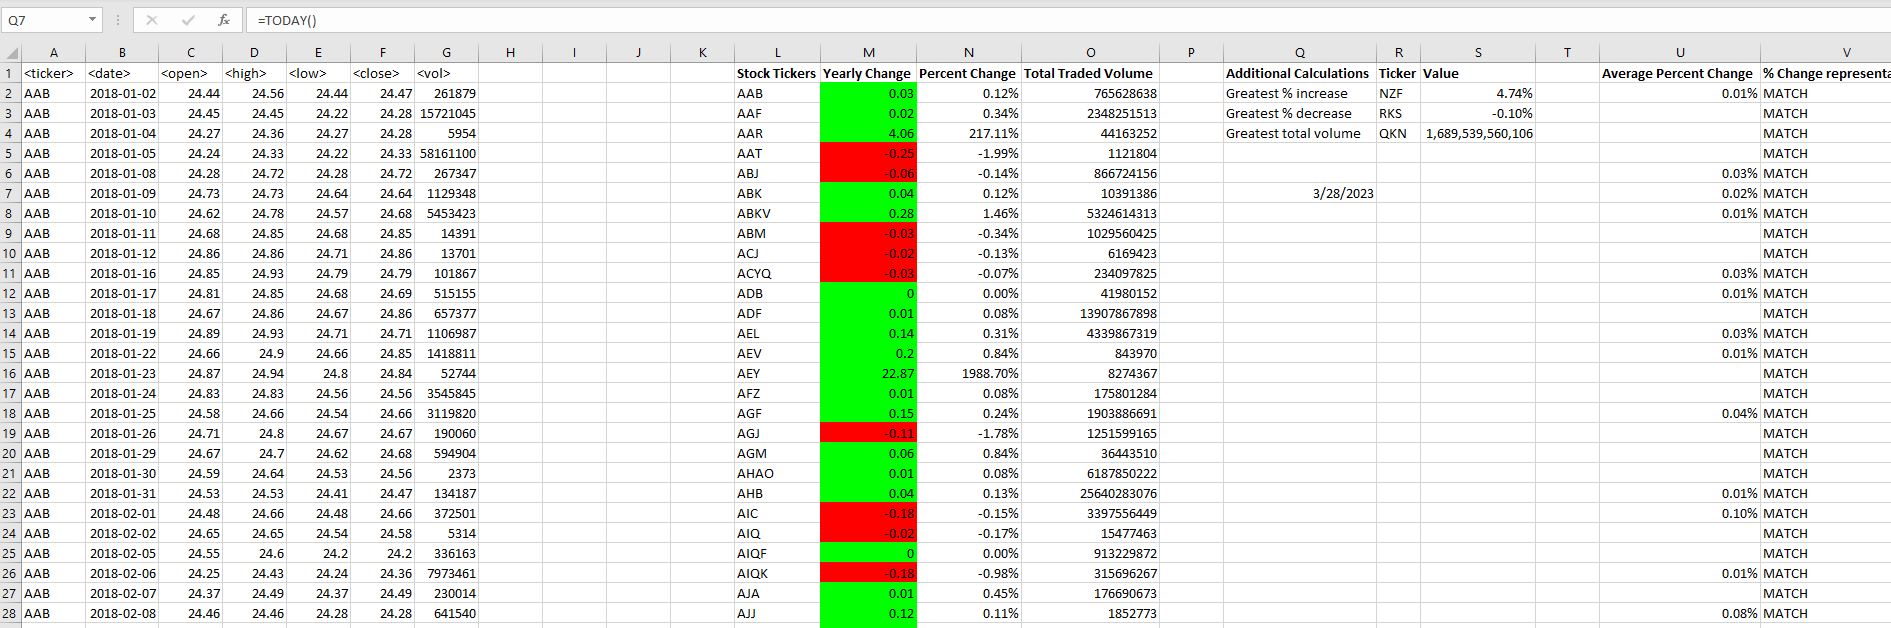 Q7 fx =TODAY()
A B C D E F G H I J K L M N O P Q R S T U V
1 <ticker> <date> <open> <high> <low> <close> <vol> Stock Tickers Yearly Change Percent Change Total Traded Volume Additional Calculations Ticker Value Average Percent Change % Change representa
2 AAB 2018-01-02 24.44 24.56 24.44 24.47 261879 AAB 0.03 0.12% 765628638 Greatest % increase NZF 4.74% 0.01% MATCH
3 AAB 2018-01-03 24.45 24.45 24.22 24.28 15721045 AAF 0.02 0.34% 2348251513 Greatest % decrease RKS -0.10% MATCH
4 AAB 2018-01-04 24.27 24.36 24.27 24.28 5954 AAR 4.06 217.11% 44163252 Greatest total volume QKN 1,689,539,560,106 MATCH
5 AAB 2018-01-05 24.24 24.33 24.22 24.33 58161100 AAT -0.25 -1.99% 1121804 MATCH
6 AAB 2018-01-08 24.28 24.72 24.28 24.72 267347 ABJ -0.06 -0.14% 866724156 0.03% MATCH
7 AAB 2018-01-09 24.73 24.73 24.64 24.64 1129348 ABK 0.04 0.12% 10391386 3/28/2023 0.02% MATCH
8 AAB 2018-01-10 24.62 24.78 24.57 24.68 5453423 ABKV 0.28 1.46% 5324614313 0.01% MATCH
9 AAB 2018-01-11 24.68 24.85 24.68 24.85 14391 ABM -0.03 -0.34% 1029560425 MATCH
10 AAB 2018-01-12 24.86 24.86 24.71 24.86 13701 ACJ -0.02 -0.13% 6169423 MATCH
11 AAB 2018-01-16 24.85 24.93 24.79 24.79 101867 ACYQ -0.03 -0.07% 234097825 0.03% MATCH
12 AAB 2018-01-17 24.81 24.85 24.68 24.69 515155 ADB 0 0.00% 41980152 0.01% MATCH
13 AAB 2018-01-18 24.67 24.86 24.67 24.86 657377 ADF 0.01 0.08% 13907867898 MATCH
14 AAB 2018-01-19 24.89 24.93 24.71 24.71 1106987 AEL 0.14 0.31% 4339867319 0.03% MATCH
15 AAB 2018-01-22 24.66 24.9 24.66 24.85 1418811 AEV 0.2 0.84% 843970 0.01% MATCH
16 AAB 2018-01-23 24.87 24.94 24.8 24.84 52744 AEY 22.87 1988.70% 8274367 MATCH
17 AAB 2018-01-24 24.83 24.83 24.56 24.56 3545845 AFZ 0.01 0.08% 175801284 MATCH
18 AAB 2018-01-25 24.58 24.66 24.54 24.66 3119820 AGF 0.15 0.24% 1903886691 0.04% MATCH
19 AAB 2018-01-26 24.71 24.8 24.67 24.67 190060 AGJ -0.11 -1.78% 1251599165 MATCH
20 AAB 2018-01-29 24.67 24.7 24.62 24.68 594904 AGM 0.06 0.84% 36443510 MATCH
21 AAB 2018-01-30 24.59 24.64 24.53 24.56 2373 AHAO 0.01 0.08% 6187850222 MATCH
22 AAB 2018-01-31 24.53 24.53 24.41 24.47 134187 AHB 0.04 0.13% 25640283076 0.01% MATCH
23 AAB 2018-02-01 24.48 24.66 24.48 24.66 372501 AIC -0.18 -0.15% 3397556449 0.10% MATCH
24 AAB 2018-02-02 24.65 24.65 24.54 24.58 5314 AIQ -0.02 -0.17% 15477463 MATCH
25 AAB 2018-02-05 24.55 24.6 24.2 24.2 336163 AIQF 0 0.00% 913229872 MATCH
26 AAB 2018-02-06 24.25 24.43 24.24 24.36 7973461 AIQK -0.18 -0.98% 315696267 0.01% MATCH
27 AAB 2018-02-07 24.37 24.49 24.37 24.49 230014 AJA 0.01 0.45% 176690673 MATCH
28 AAB 2018-02-08 24.46 24.46 24.28 24.28 641540 AJJ 0.12 0.11% 1852773 0.08% MATCH